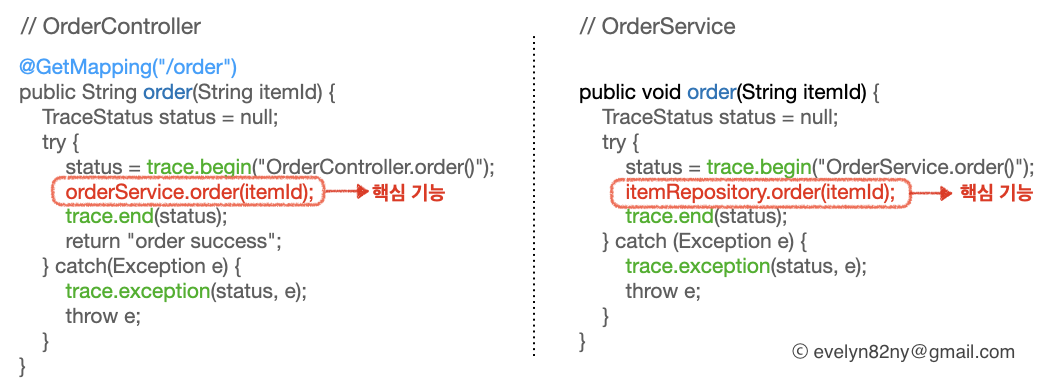 // OrderController
@GetMapping("/order")
public String order(String itemId) {
TraceStatus status = null;
try {
status = trace.begin("OrderController.order()");
orderService.order(itemId); 핵심 기능
trace.end(status);
return "order success";
} catch(Exception e) {
trace.exception(status, e);
throw e;
}
}
// OrderService
public void order(String itemId) {
TraceStatus status = null;
try {
status = trace.begin("OrderService.order()");
itemRepository.order(itemId); 핵심 기능
trace.end(status);
} catch (Exception e) {
trace.exception(status, e);
throw e;
}
}
© evelyn82ny@gmail.com